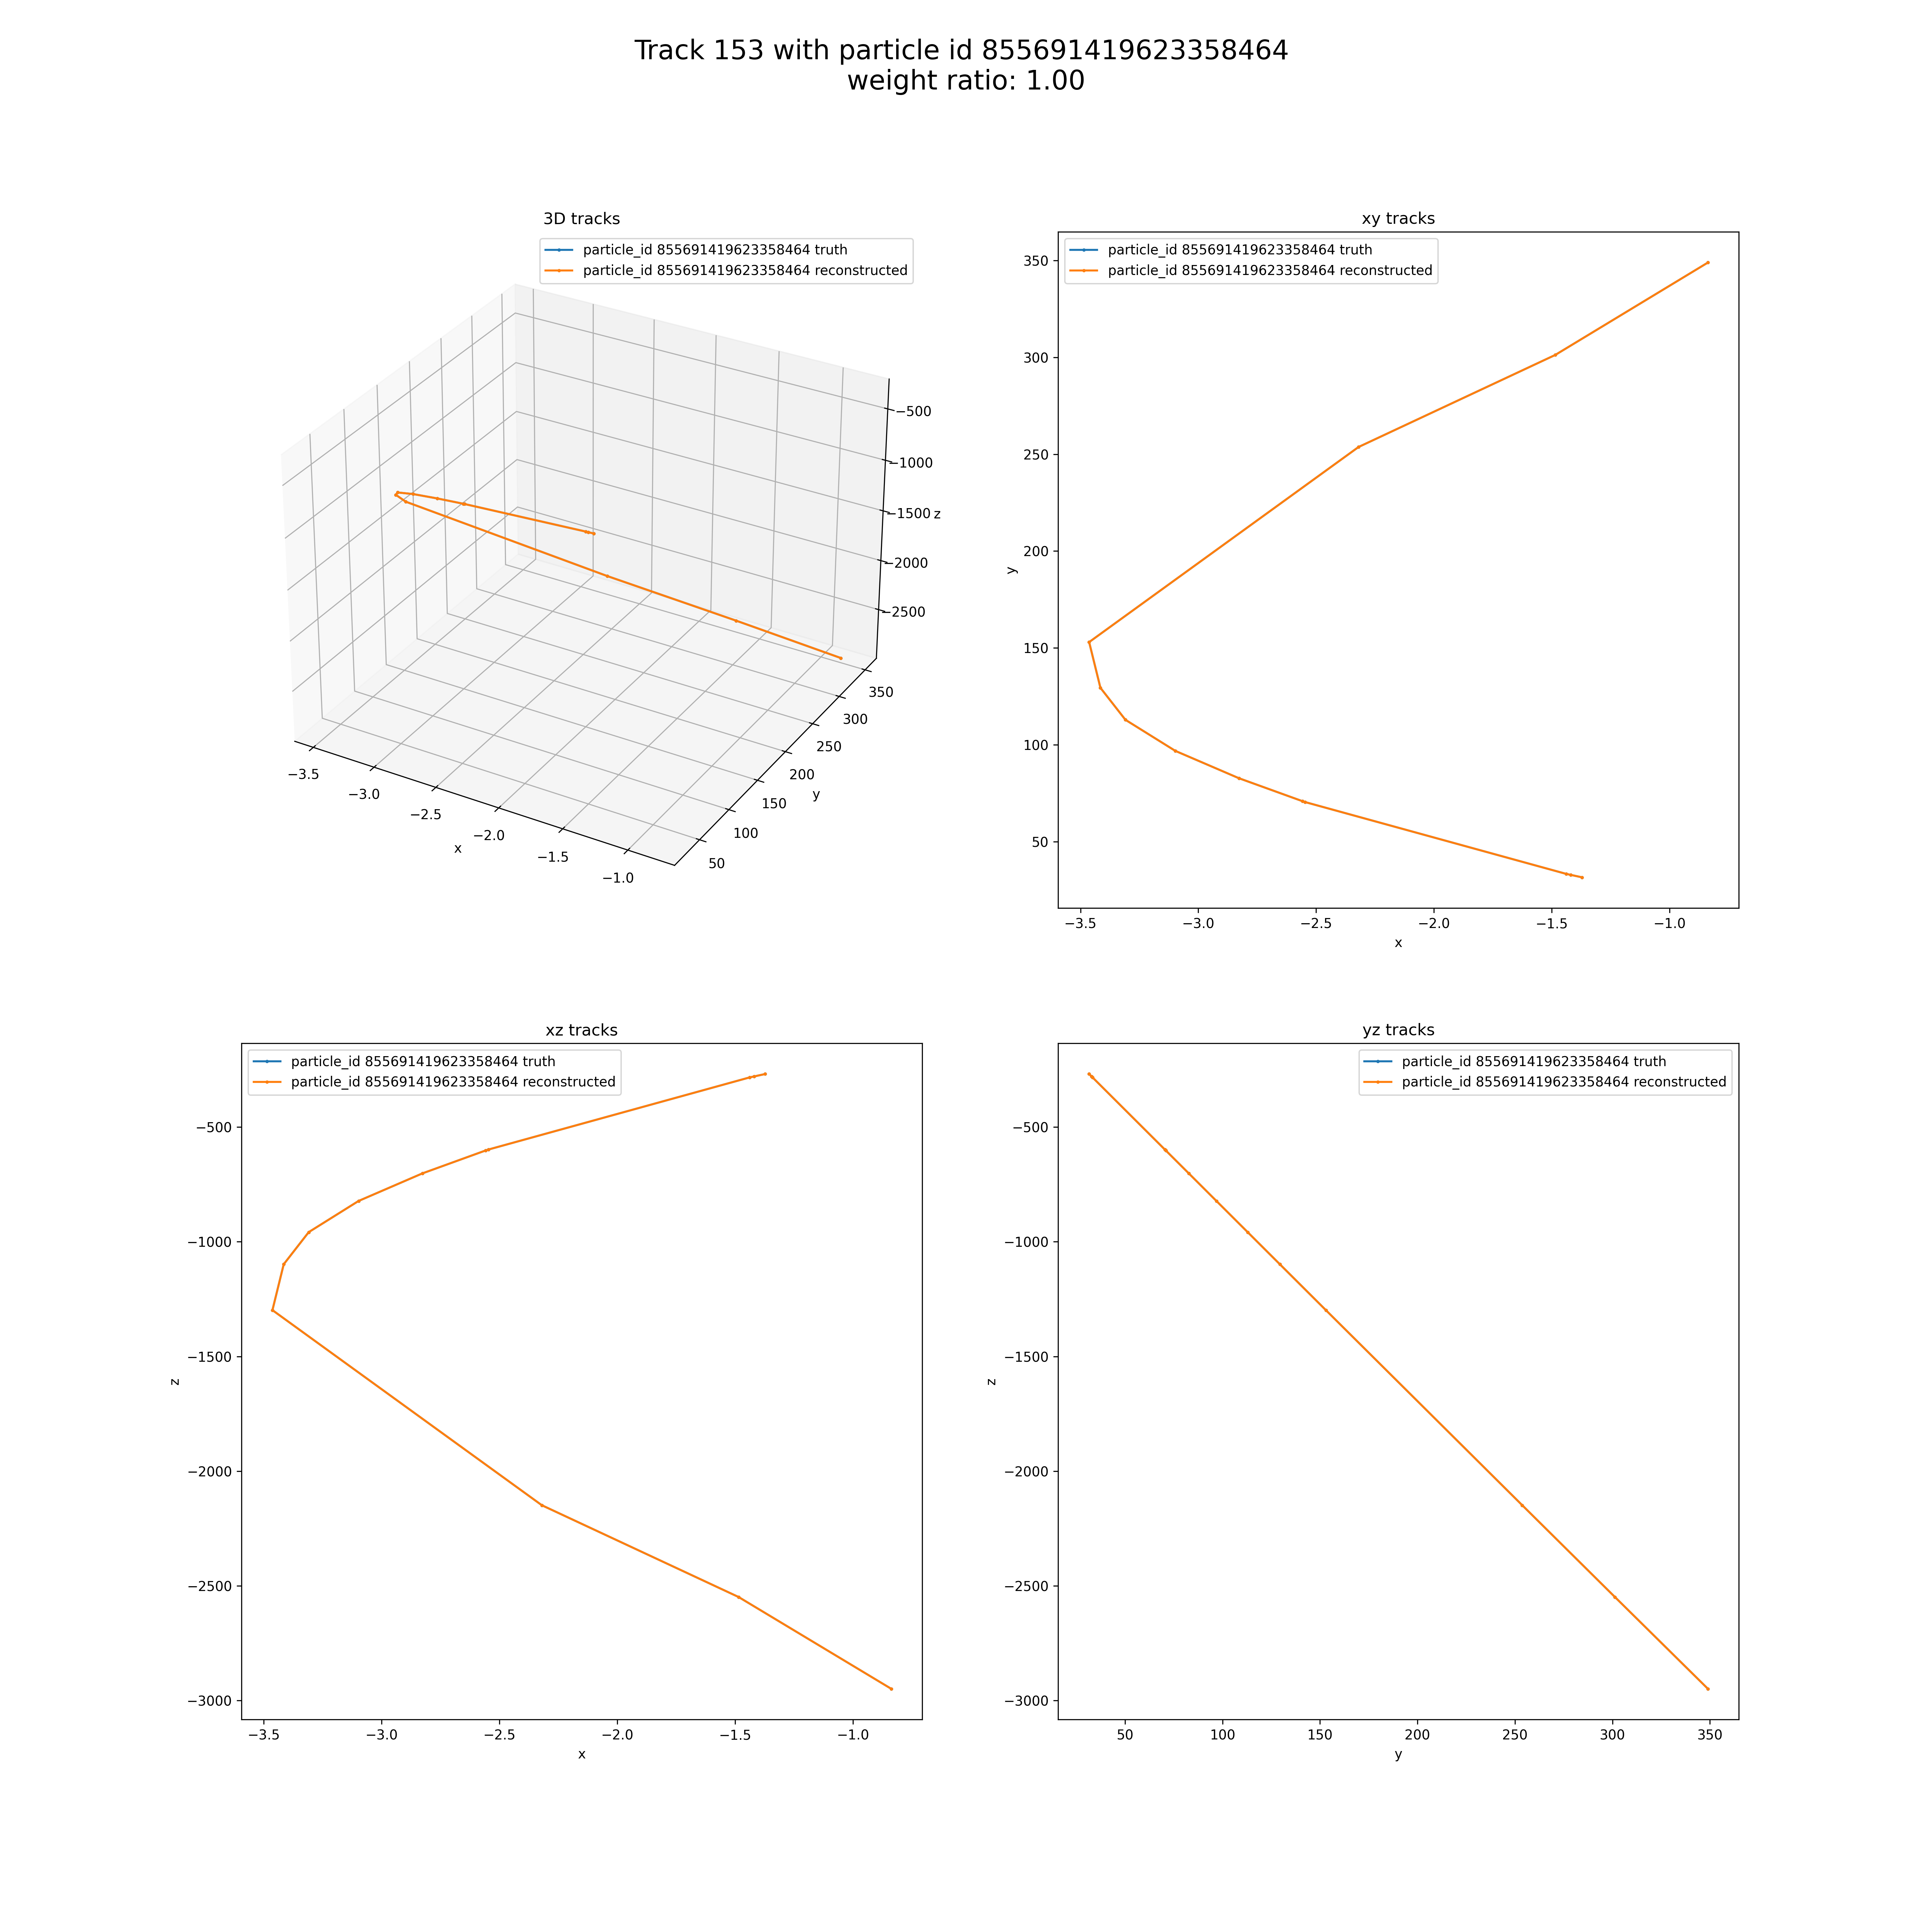 Track 153 with particle id 855691419623358464
weight ratio: 1.00
3D tracks
particle_id 855691419623358464 truth
particle_id 855691419623358464 reconstructed
−500
−1000
−1500
z
−2000
−2500
350
300
250
200
150
100
50
y
−3.5
−3.0
−2.5
−2.0
−1.5
−1.0
x
xy tracks
particle_id 855691419623358464 truth
particle_id 855691419623358464 reconstructed
350
300
250
200
150
100
50
y
−3.5 −3.0 −2.5 −2.0 −1.5 −1.0
x
xz tracks
particle_id 855691419623358464 truth
particle_id 855691419623358464 reconstructed
−500
−1000
−1500
−2000
−2500
−3000
z
−3.5 −3.0 −2.5 −2.0 −1.5 −1.0
x
yz tracks
particle_id 855691419623358464 truth
particle_id 855691419623358464 reconstructed
−500
−1000
−1500
−2000
−2500
−3000
z
50 100 150 200 250 300 350
y